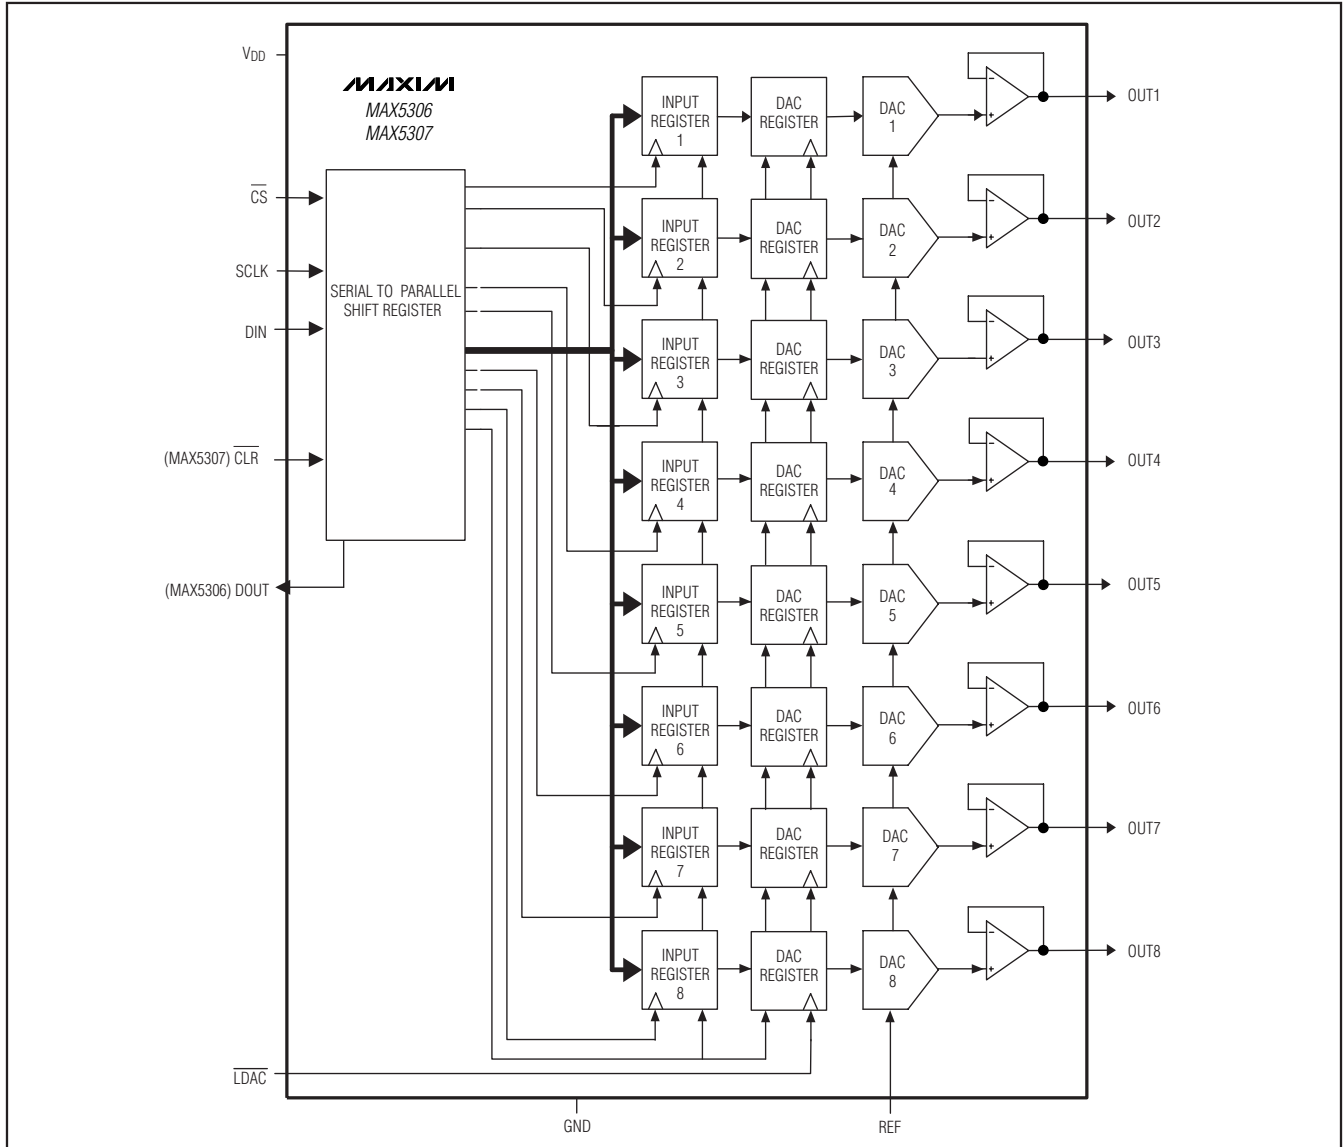 VDD
MAXIM
MAX5306
MAX5307
CS
SCLK
DIN
(MAX5307) CLR
(MAX5306) DOUT
LDAC
SERIAL TO PARALLEL
SHIFT REGISTER
INPUT
REGISTER
1
DAC
REGISTER
DAC
1
-
+
OUT1
INPUT
REGISTER
2
DAC
REGISTER
DAC
2
-
+
OUT2
INPUT
REGISTER
3
DAC
REGISTER
DAC
3
-
+
OUT3
INPUT
REGISTER
4
DAC
REGISTER
DAC
4
-
+
OUT4
INPUT
REGISTER
5
DAC
REGISTER
DAC
5
-
+
OUT5
INPUT
REGISTER
6
DAC
REGISTER
DAC
6
-
+
OUT6
INPUT
REGISTER
7
DAC
REGISTER
DAC
7
-
+
OUT7
INPUT
REGISTER
8
DAC
REGISTER
DAC
8
-
+
OUT8
GND
REF